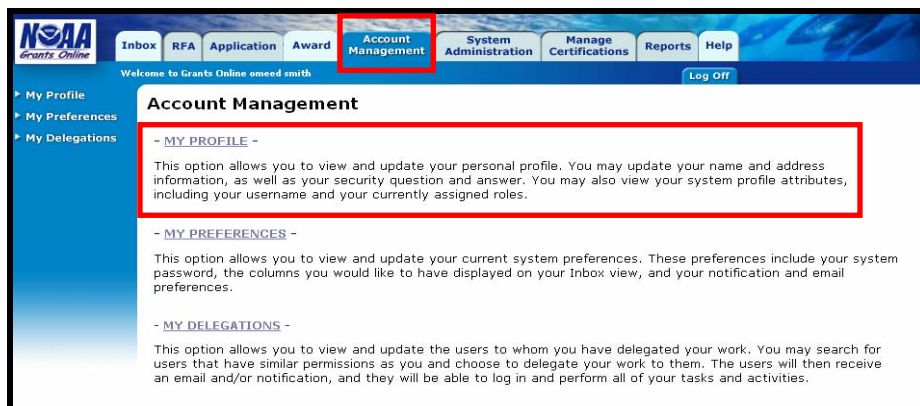 NOAA
Grants Online
Inbox RFA Application Award Account Management System Administration Manage Certifications Reports Help
Welcome to Grants Online omeed smith Log Off
My Profile
My Preferences
My Delegations
Account Management
- MY PROFILE -
This option allows you to view and update your personal profile. You may update your name and address
information, as well as your security question and answer. You may also view your system profile attributes,
including your username and your currently assigned roles.
- MY PREFERENCES -
This option allows you to view and update your current system preferences. These preferences include your system
password, the columns you would like to have displayed on your Inbox view, and your notification and email
preferences.
- MY DELEGATIONS -
This option allows you to view and update the users to whom you have delegated your work. You may search for
users that have similar permissions as you and choose to delegate your work to them. The users will then receive
an email and/or notification, and they will be able to log in and perform all of your tasks and activities.